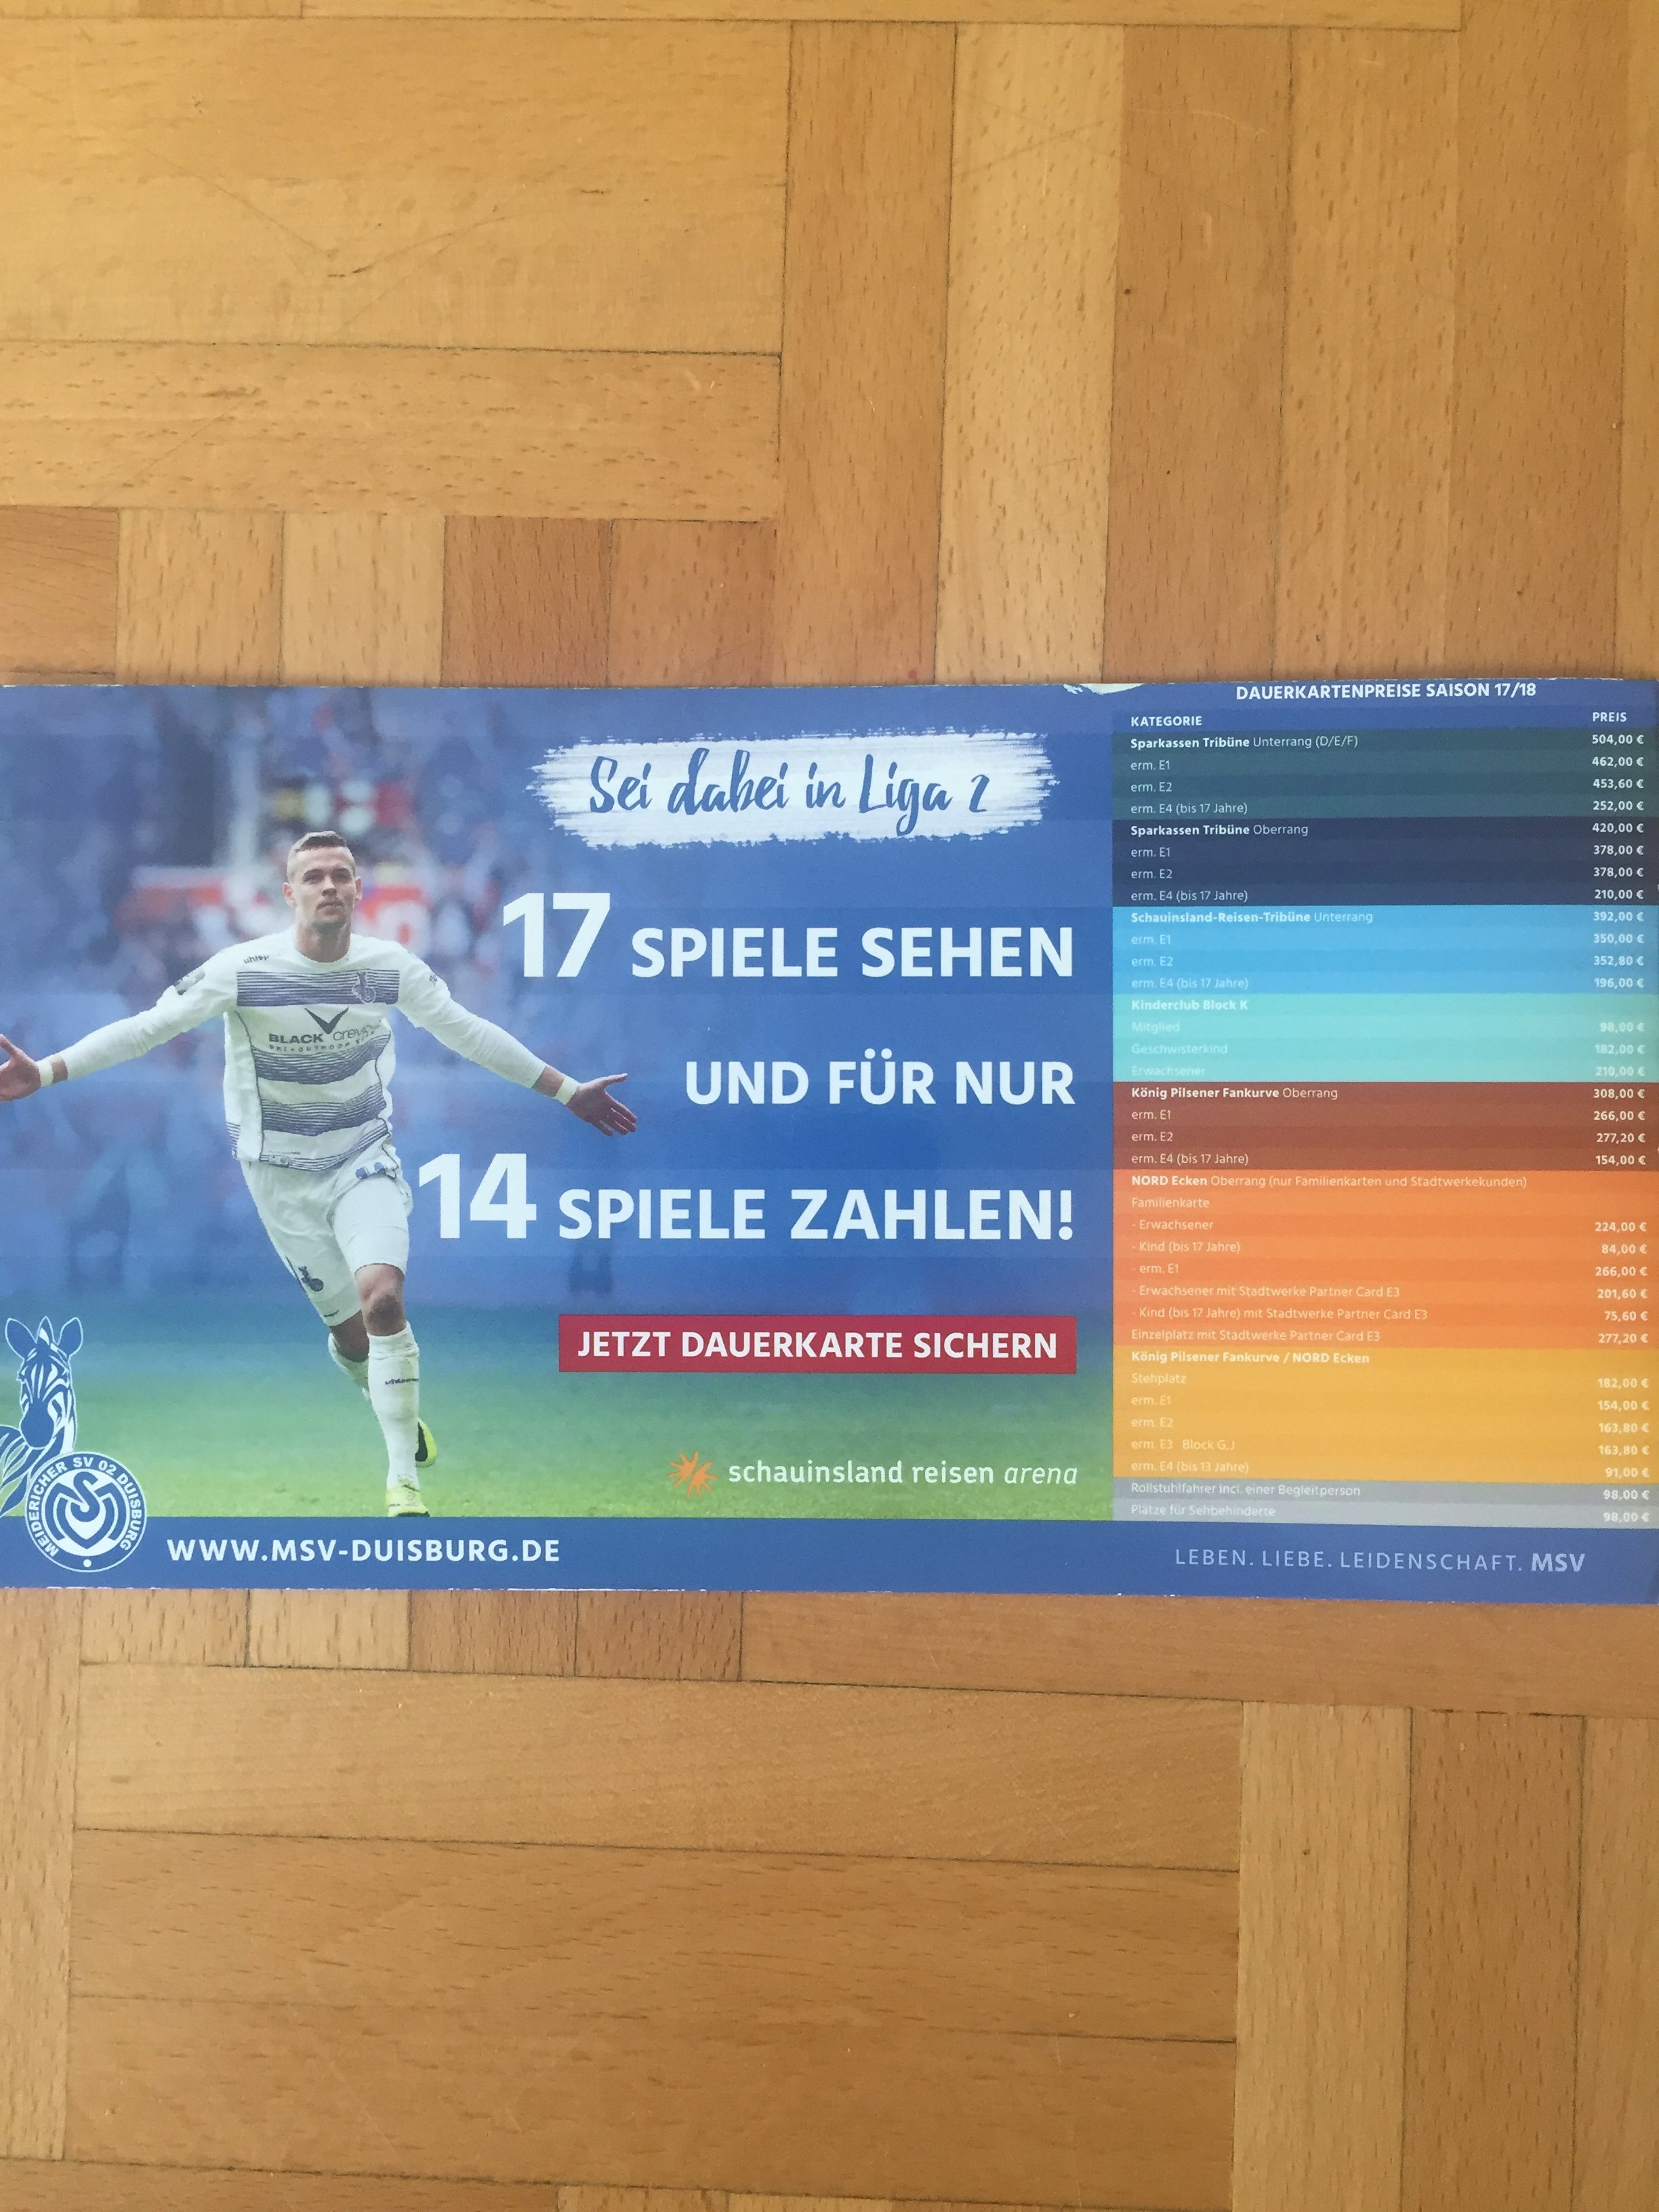 Sei dabei in Liga 2
17 SPIELE SEHEN
UND FÜR NUR
14 SPIELE ZAHLEN!
JETZT DAUERKARTE SICHERN
schauinsland reisen arena
uhlsport
BLACK Crevice
MEIDERICHER SV 02 DUISBURG
MSV
WWW.MSV-DUISBURG.DE
DAUERKARTENPREISE SAISON 17/18
KATEGORIE PREIS
Sparkassen Tribüne Unterrang (D/E/F) 504,00 €
erm. E1 462,00 €
erm. E2 453,60 €
erm. E4 (bis 17 Jahre) 252,00 €
Sparkassen Tribüne Oberrang 420,00 €
erm. E1 378,00 €
erm. E2 378,00 €
erm. E4 (bis 17 Jahre) 210,00 €
Schauinsland-Reisen-Tribüne Unterrang 392,00 €
erm. E1 350,00 €
erm. E2 352,80 €
erm. E4 (bis 17 Jahre) 196,00 €
Kinderclub Block K
Mitglied 98,00 €
Geschwisterkind 182,00 €
Erwachsener 210,00 €
König Pilsener Fankurve Oberrang 308,00 €
erm. E1 266,00 €
erm. E2 277,20 €
erm. E4 (bis 17 Jahre) 154,00 €
NORD Ecken Oberrang (nur Familienkarten und Stadtwerkekunden)
Familienkarte
- Erwachsener 224,00 €
- Kind (bis 17 Jahre) 84,00 €
- erm. E1 266,00 €
- Erwachsener mit Stadtwerke Partner Card E3 201,60 €
- Kind (bis 17 Jahre) mit Stadtwerke Partner Card E3 75,60 €
Einzelplatz mit Stadtwerke Partner Card E3 277,20 €
König Pilsener Fankurve / NORD Ecken
Stehplatz 182,00 €
erm. E1 154,00 €
erm. E2 163,80 €
erm. E3 Block G,J 163,80 €
erm. E4 (bis 13 Jahre) 91,00 €
Rollstuhlfahrer incl. einer Begleitperson 98,00 €
Plätze für Sehbehinderte 98,00 €
LEBEN. LIEBE. LEIDENSCHAFT. MSV